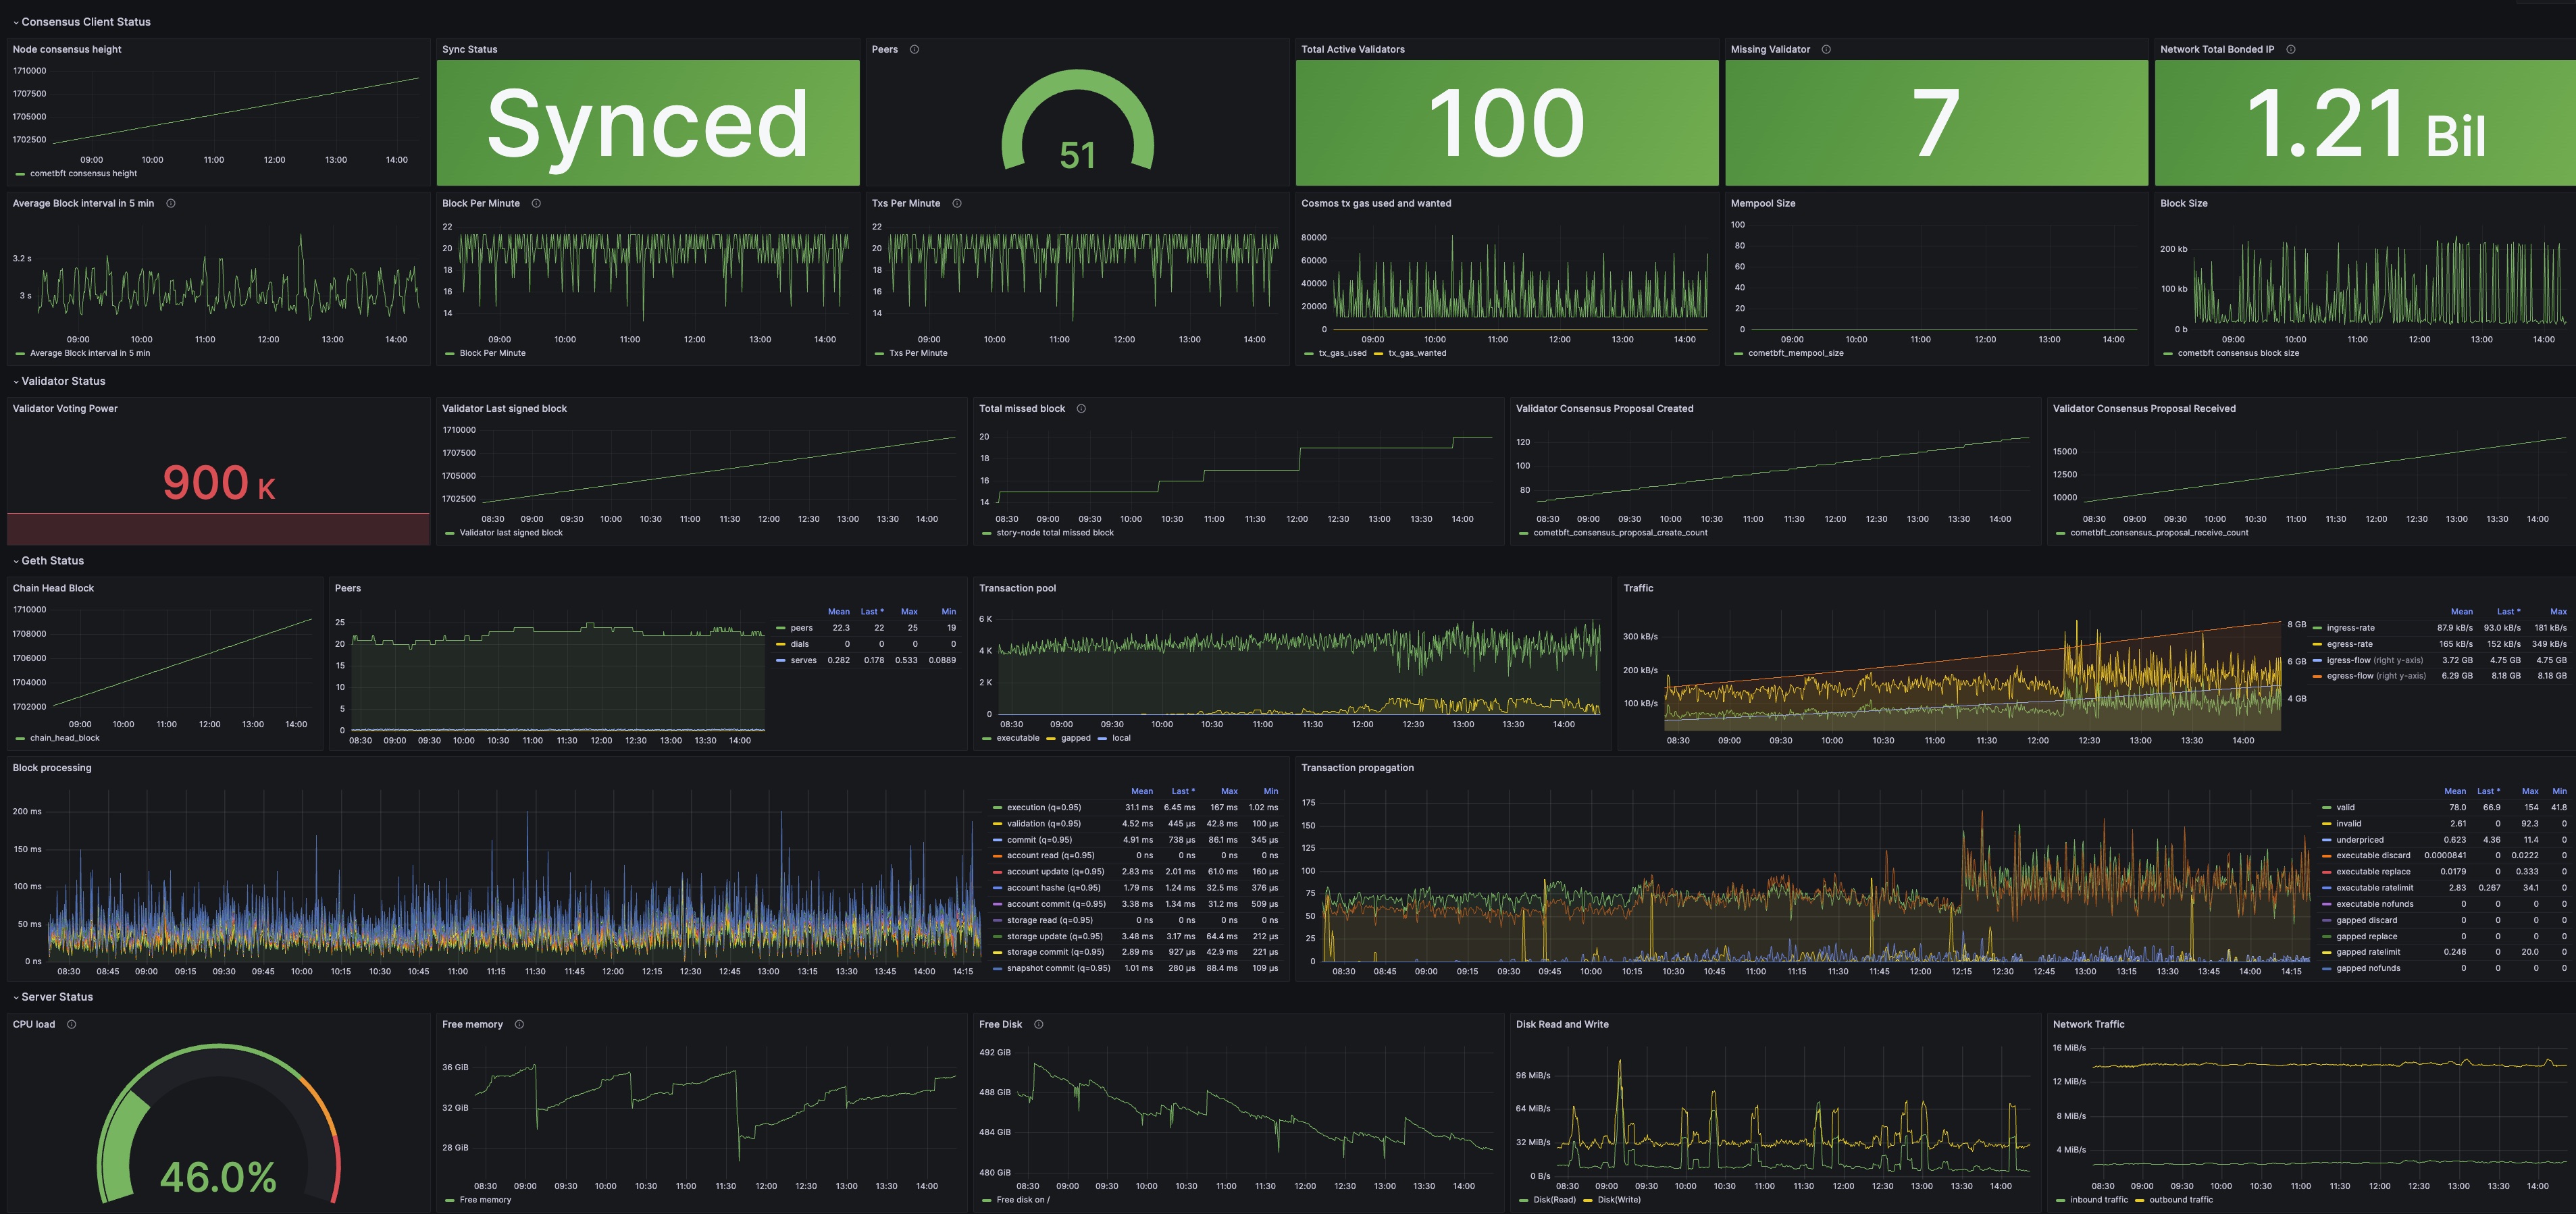 Consensus Client Status
Node consensus height
1710000
1707500
1705000
1702500
09:00 10:00 11:00 12:00 13:00 14:00
cometbft consensus height
Sync Status
Synced
Peers
51
Total Active Validators
100
Missing Validator
7
Network Total Bonded IP
1.21 Bil
Average Block interval in 5 min
3.2 s
3 s
09:00 10:00 11:00 12:00 13:00 14:00
Average Block interval in 5 min
Block Per Minute
22
20
18
16
14
09:00 10:00 11:00 12:00 13:00 14:00
Block Per Minute
Txs Per Minute
22
20
18
16
14
09:00 10:00 11:00 12:00 13:00 14:00
Txs Per Minute
Cosmos tx gas used and wanted
80000
60000
40000
20000
0
09:00 10:00 11:00 12:00 13:00 14:00
tx_gas_used tx_gas_wanted
Mempool Size
100
80
60
40
20
0
09:00 10:00 11:00 12:00 13:00 14:00
cometbft_mempool_size
Block Size
200 kb
100 kb
0 b
09:00 10:00 11:00 12:00 13:00 14:00
cometbft consensus block size
Validator Status
Validator Voting Power
900 K
Validator Last signed block
1710000
1707500
1705000
1702500
08:30 09:00 09:30 10:00 10:30 11:00 11:30 12:00 12:30 13:00 13:30 14:00
Validator last signed block
Total missed block
20
18
16
14
08:30 09:00 09:30 10:00 10:30 11:00 11:30 12:00 12:30 13:00 13:30 14:00
story-node total missed block
Validator Consensus Proposal Created
120
100
80
08:30 09:00 09:30 10:00 10:30 11:00 11:30 12:00 12:30 13:00 13:30 14:00
cometbft_consensus_proposal_create_count
Validator Consensus Proposal Received
15000
12500
10000
08:30 09:00 09:30 10:00 10:30 11:00 11:30 12:00 12:30 13:00 13:30 14:00
cometbft_consensus_proposal_receive_count
Geth Status
Chain Head Block
1710000
1708000
1706000
1704000
1702000
09:00 10:00 11:00 12:00 13:00 14:00
chain_head_block
Peers
25
20
15
10
5
0
08:30 09:00 09:30 10:00 10:30 11:00 11:30 12:00 12:30 13:00 13:30 14:00
Mean Last * Max Min
peers 22.3 22 25 19
dials 0 0 0 0
serves 0.282 0.178 0.533 0.0889
Transaction pool
6 K
4 K
2 K
0
08:30 09:00 09:30 10:00 10:30 11:00 11:30 12:00 12:30 13:00 13:30 14:00
executable gapped local
Traffic
300 kB/s
200 kB/s
100 kB/s
8 GB
6 GB
4 GB
08:30 09:00 09:30 10:00 10:30 11:00 11:30 12:00 12:30 13:00 13:30 14:00
Mean Last * Max
ingress-rate 87.9 kB/s 93.0 kB/s 181 kB/s
egress-rate 165 kB/s 152 kB/s 349 kB/s
igress-flow (right y-axis) 3.72 GB 4.75 GB 4.75 GB
egress-flow (right y-axis) 6.29 GB 8.18 GB 8.18 GB
Block processing
200 ms
150 ms
100 ms
50 ms
0 ns
08:30 08:45 09:00 09:15 09:30 09:45 10:00 10:15 10:30 10:45 11:00 11:15 11:30 11:45 12:00 12:15 12:30 12:45 13:00 13:15 13:30 13:45 14:00 14:15
Mean Last * Max Min
execution (q=0.95) 31.1 ms 6.45 ms 167 ms 1.02 ms
validation (q=0.95) 4.52 ms 445 µs 42.8 ms 100 µs
commit (q=0.95) 4.91 ms 738 µs 86.1 ms 345 µs
account read (q=0.95) 0 ns 0 ns 0 ns 0 ns
account update (q=0.95) 2.83 ms 2.01 ms 61.0 ms 160 µs
account hashe (q=0.95) 1.79 ms 1.24 ms 32.5 ms 376 µs
account commit (q=0.95) 3.38 ms 1.34 ms 31.2 ms 509 µs
storage read (q=0.95) 0 ns 0 ns 0 ns 0 ns
storage update (q=0.95) 3.48 ms 3.17 ms 64.4 ms 212 µs
storage commit (q=0.95) 2.89 ms 927 µs 42.9 ms 221 µs
snapshot commit (q=0.95) 1.01 ms 280 µs 88.4 ms 109 µs
Transaction propagation
175
150
125
100
75
50
25
0
08:30 08:45 09:00 09:15 09:30 09:45 10:00 10:15 10:30 10:45 11:00 11:15 11:30 11:45 12:00 12:15 12:30 12:45 13:00 13:15 13:30 13:45 14:00 14:15
Mean Last * Max Min
valid 78.0 66.9 154 41.8
invalid 2.61 0 92.3 0
underpriced 0.623 4.36 11.4 0
executable discard 0.0000841 0 0.0222 0
executable replace 0.0179 0 0.333 0
executable ratelimit 2.83 0.267 34.1 0
executable nofunds 0 0 0 0
gapped discard 0 0 0 0
gapped replace 0 0 0 0
gapped ratelimit 0.246 0 20.0 0
gapped nofunds 0 0 0 0
Server Status
CPU load
46.0%
Free memory
36 GiB
32 GiB
28 GiB
08:30 09:00 09:30 10:00 10:30 11:00 11:30 12:00 12:30 13:00 13:30 14:00
Free memory
Free Disk
492 GiB
488 GiB
484 GiB
480 GiB
08:30 09:00 09:30 10:00 10:30 11:00 11:30 12:00 12:30 13:00 13:30 14:00
Free disk on /
Disk Read and Write
96 MiB/s
64 MiB/s
32 MiB/s
0 B/s
08:30 09:00 09:30 10:00 10:30 11:00 11:30 12:00 12:30 13:00 13:30 14:00
Disk(Read) Disk(Write)
Network Traffic
16 MiB/s
12 MiB/s
8 MiB/s
4 MiB/s
08:30 09:00 09:30 10:00 10:30 11:00 11:30 12:00 12:30 13:00 13:30 14:00
inbound traffic outbound traffic